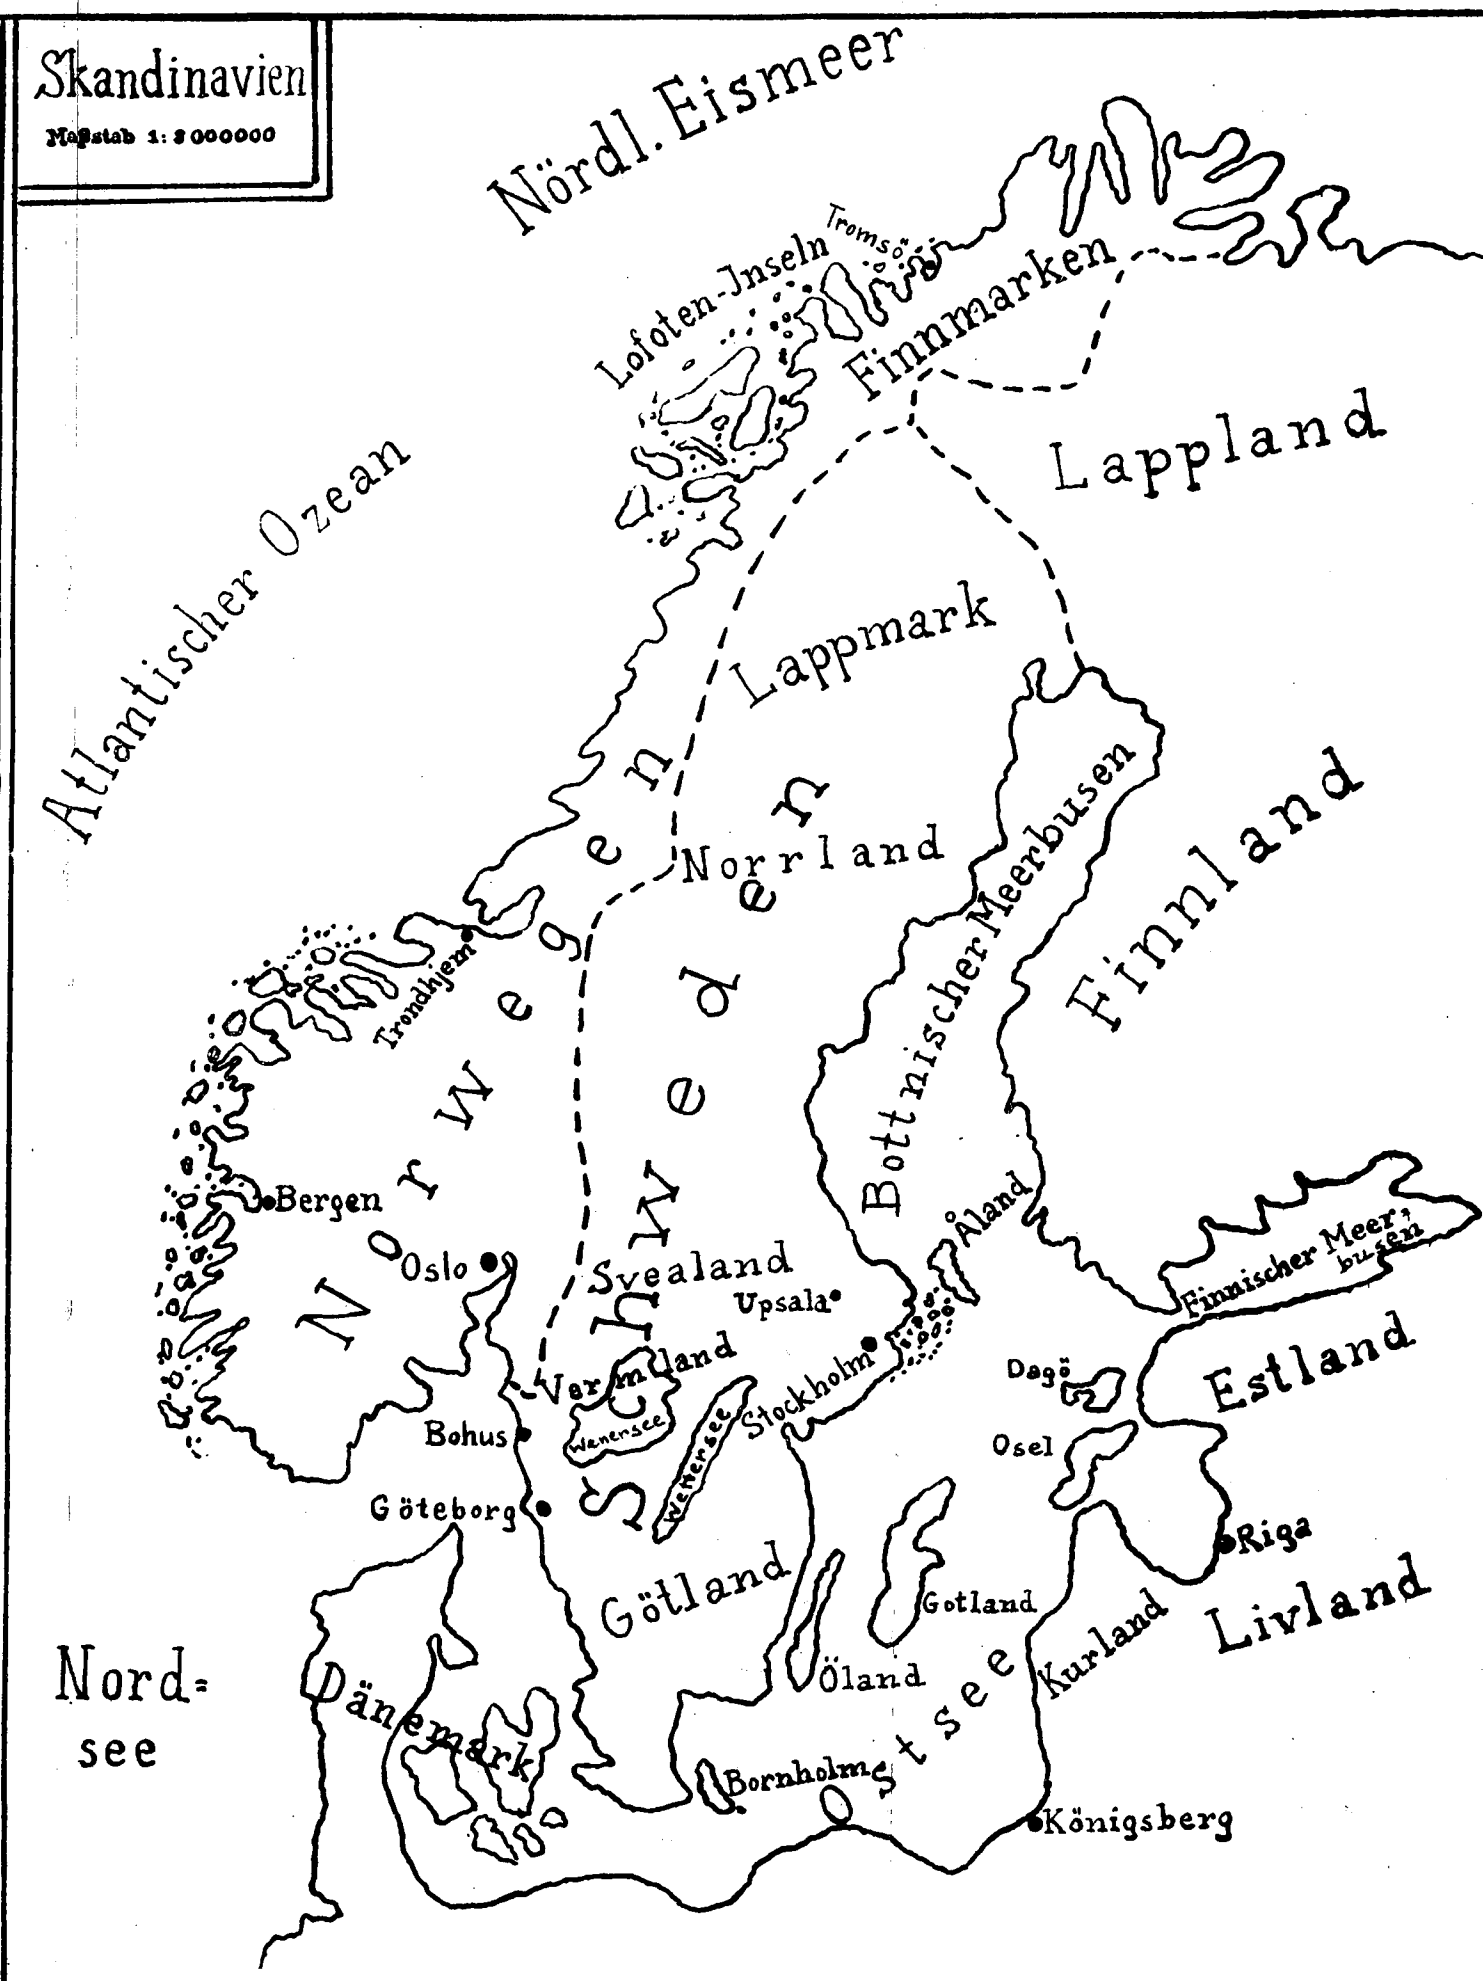 Skandinavien
Maßstab 1:8000000
Nördl. Eismeer
Tromsö
Lofoten-Inseln
Finnmarken
Lappland
Atlantischer Ozean
Lappmark
Norwegen
Schweden
Norrland
Bottnischer Meerbusen
Finnland
Trondhjem
Bergen
Oslo
Svealand
Upsala
Åland
Finnischer Meer=
busen
Vermland
Stockholm
Dagö
Estland
Bohus
Wenersee
Wettersee
Osel
Göteborg
Riga
Götland
Gotland
Livland
Kurland
Öland
Nord=
see
Dänemark
Bornholm
Ostsee
Königsberg